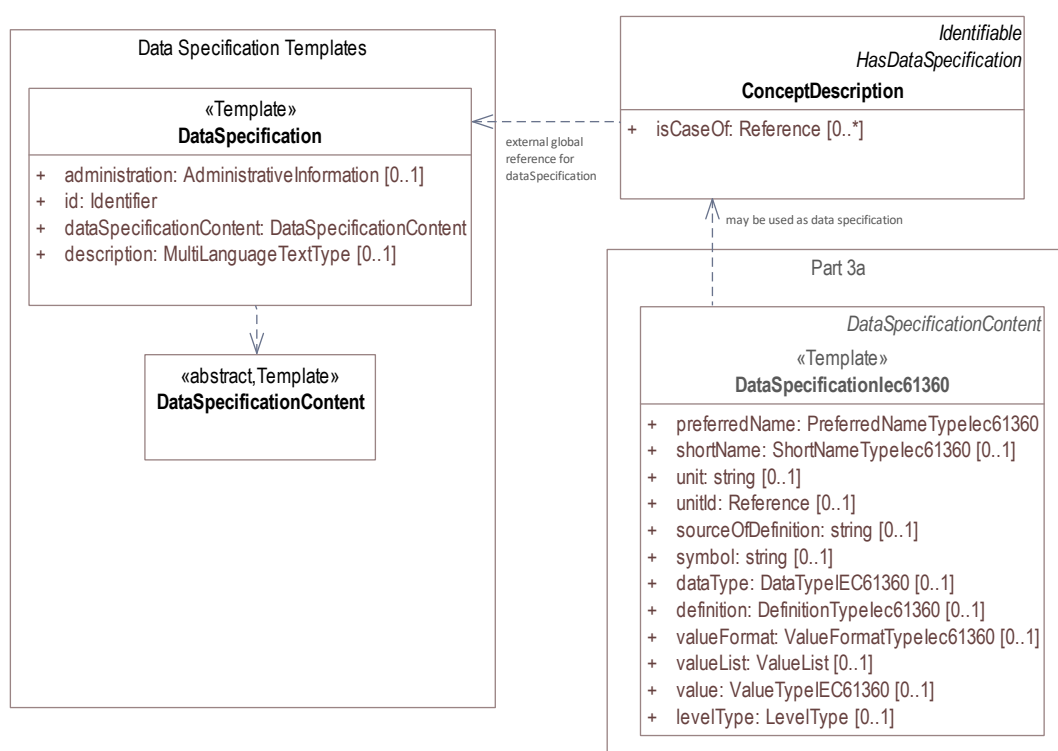 Data Specification Templates
«Template»
DataSpecification
+ administration: AdministrativeInformation [0..1]
+ id: Identifier
+ dataSpecificationContent: DataSpecificationContent
+ description: MultiLanguageTextType [0..1]
«abstract,Template»
DataSpecificationContent
external global
reference for
dataSpecification
Identifiable
HasDataSpecification
ConceptDescription
+ isCaseOf: Reference [0..*]
may be used as data specification
Part 3a
DataSpecificationContent
«Template»
DataSpecificationIec61360
+ preferredName: PreferredNameTypeIec61360
+ shortName: ShortNameTypeIec61360 [0..1]
+ unit: string [0..1]
+ unitId: Reference [0..1]
+ sourceOfDefinition: string [0..1]
+ symbol: string [0..1]
+ dataType: DataTypeIEC61360 [0..1]
+ definition: DefinitionTypeIec61360 [0..1]
+ valueFormat: ValueFormatTypeIec61360 [0..1]
+ valueList: ValueList [0..1]
+ value: ValueTypeIEC61360 [0..1]
+ levelType: LevelType [0..1]